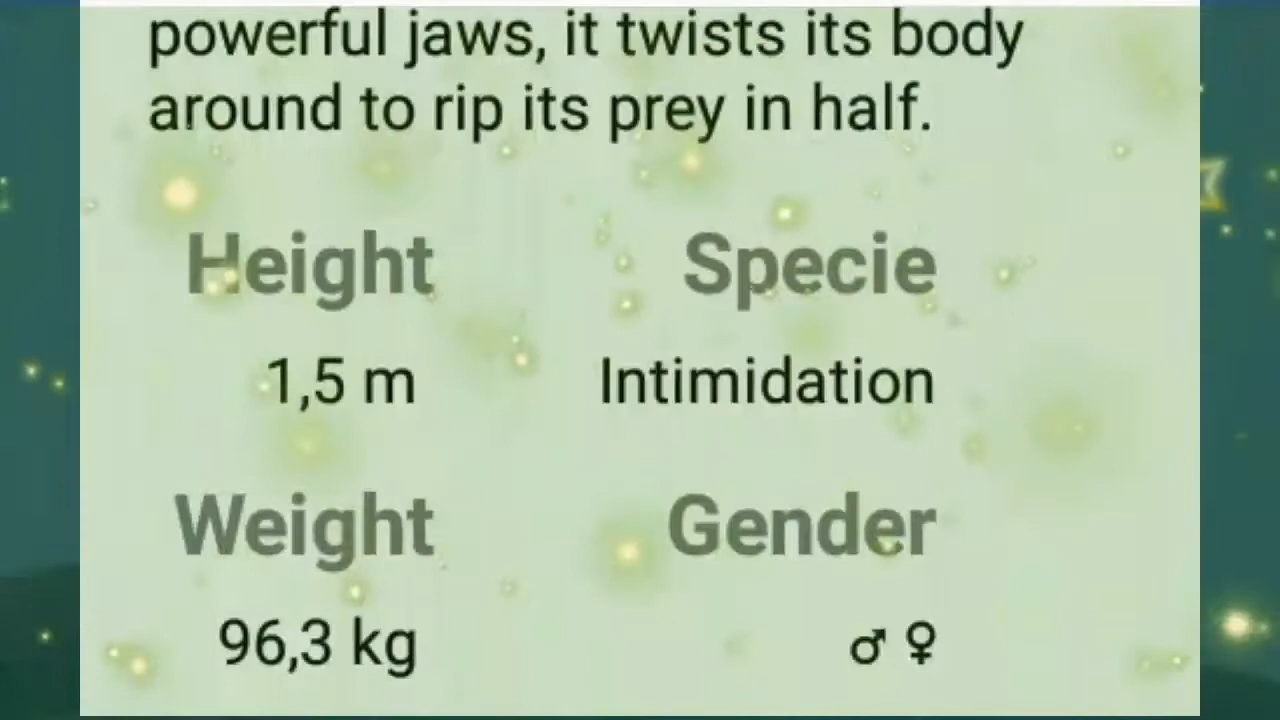 powerful jaws, it twists its body
around to rip its prey in half.
Height Specie
1,5 m Intimidation
Weight Gender
96,3 kg ♂ ♀